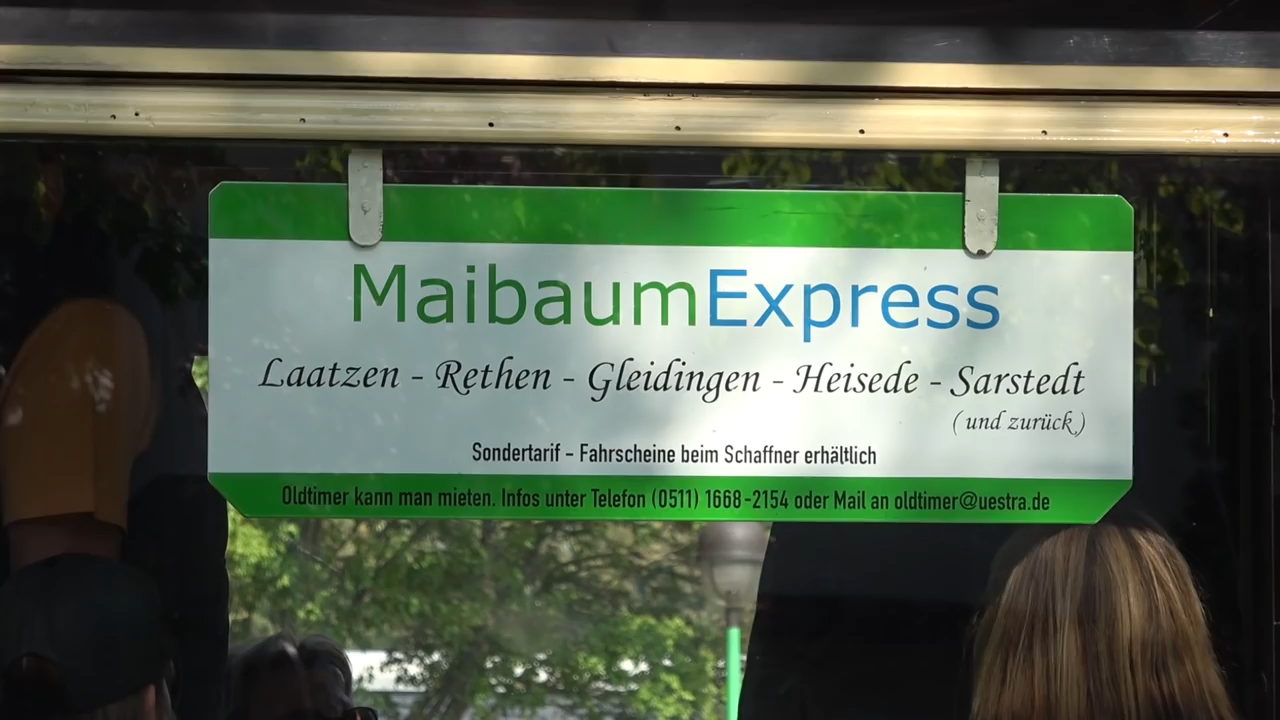 MaibaumExpress
Laatzen - Rethen - Gleidingen - Heisede - Sarstedt
(und zurück)
Sondertarif - Fahrscheine beim Schaffner erhältlich
Oldtimer kann man mieten. Infos unter Telefon (0511) 1668-2154 oder Mail an oldtimer@uestra.de